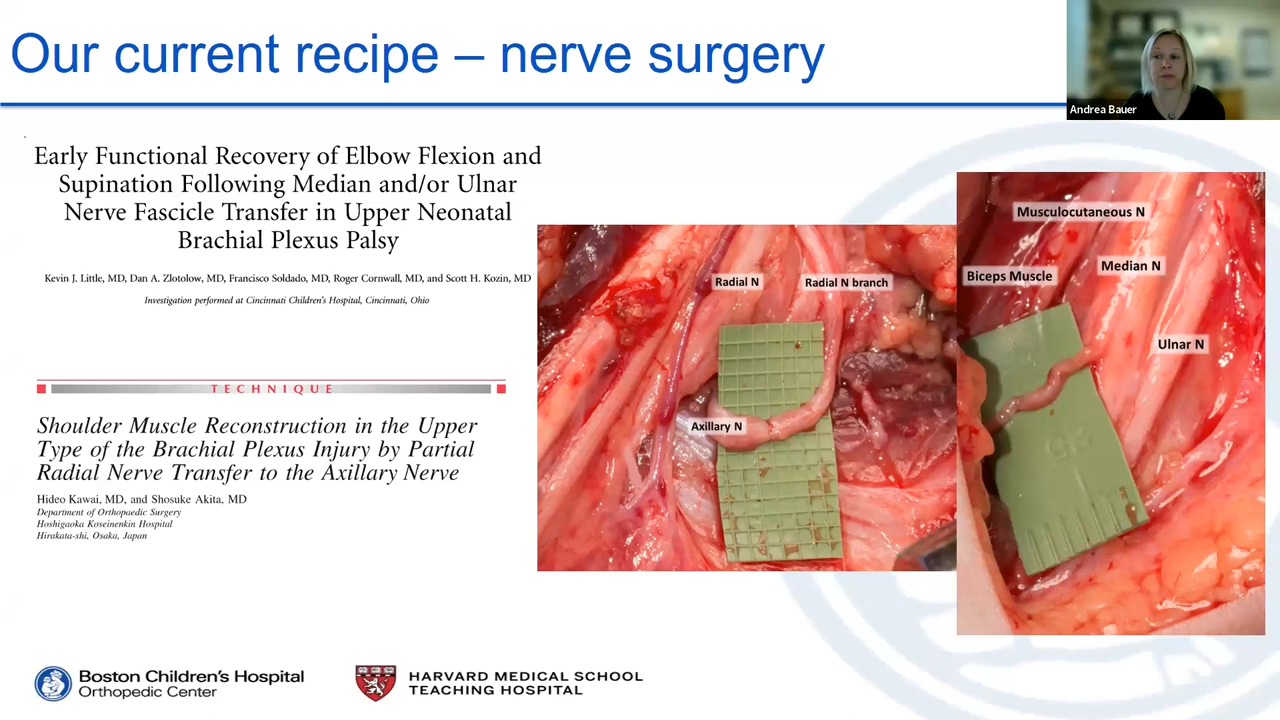 Our current recipe – nerve surgery
Andrea Bauer
Early Functional Recovery of Elbow Flexion and
Supination Following Median and/or Ulnar
Nerve Fascicle Transfer in Upper Neonatal
Brachial Plexus Palsy
Kevin J. Little, MD, Dan A. Zlotolow, MD, Francisco Soldado, MD, Roger Cornwall, MD, and Scott H. Kozin, MD
Investigation performed at Cincinnati Children's Hospital, Cincinnati, Ohio
TECHNIQUE
Shoulder Muscle Reconstruction in the Upper
Type of the Brachial Plexus Injury by Partial
Radial Nerve Transfer to the Axillary Nerve
Hideo Kawai, MD, and Shosuke Akita, MD
Department of Orthopaedic Surgery
Hoshigaoka Koseinenkin Hospital
Hirakata-shi, Osaka, Japan
Radial N
Radial N branch
Axillary N
Musculocutaneous N
Median N
Biceps Muscle
Ulnar N
Boston Children's Hospital
Orthopedic Center
HARVARD MEDICAL SCHOOL
TEACHING HOSPITAL